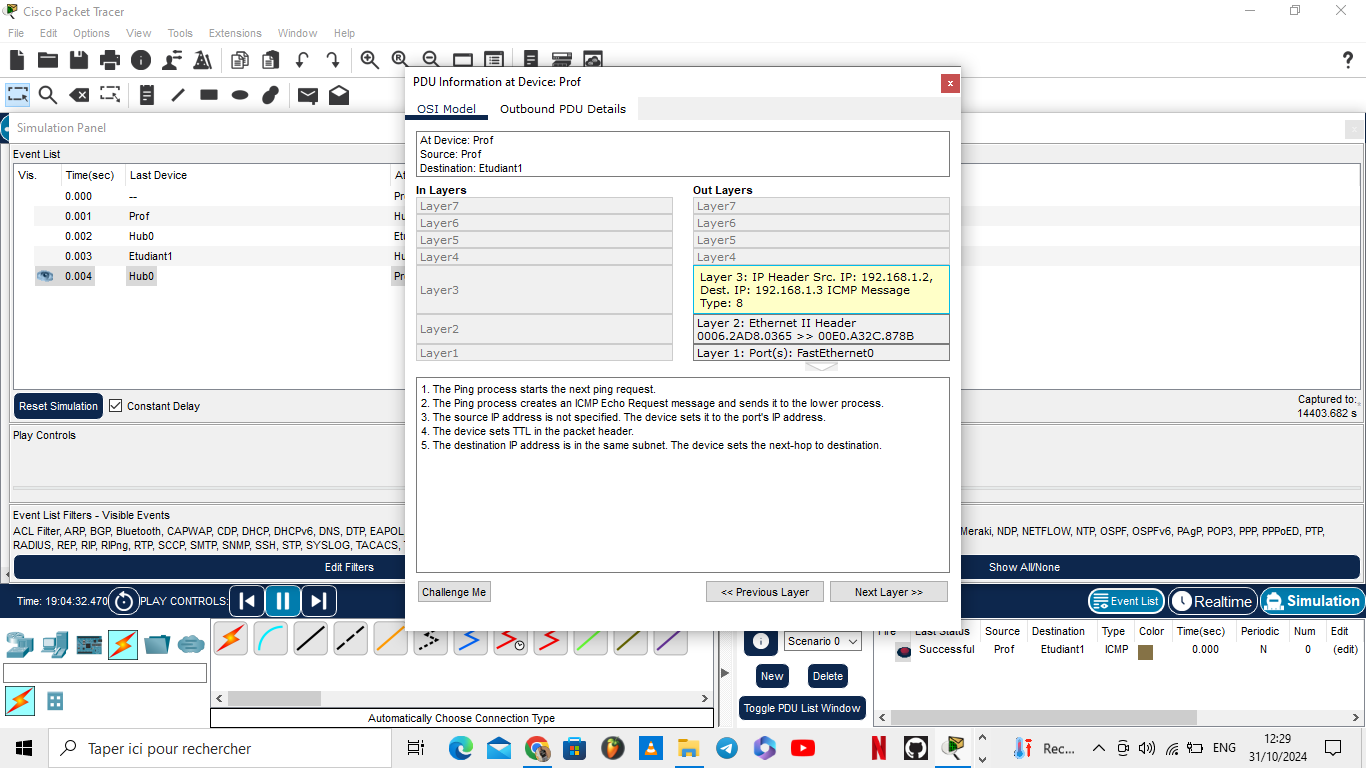 Cisco Packet Tracer
File Edit Options View Tools Extensions Window Help
?
PDU Information at Device: Prof
x
OSI Model Outbound PDU Details
At Device: Prof
Source: Prof
Destination: Etudiant1
In Layers
Layer7
Layer6
Layer5
Layer4
Layer3
Layer2
Layer1
Out Layers
Layer7
Layer6
Layer5
Layer4
Layer 3: IP Header Src. IP: 192.168.1.2,
Dest. IP: 192.168.1.3 ICMP Message
Type: 8
Layer 2: Ethernet II Header
0006.2AD8.0365 >> 00E0.A32C.878B
Layer 1: Port(s): FastEthernet0
1. The Ping process starts the next ping request.
2. The Ping process creates an ICMP Echo Request message and sends it to the lower process.
3. The source IP address is not specified. The device sets it to the port's IP address.
4. The device sets TTL in the packet header.
5. The destination IP address is in the same subnet. The device sets the next-hop to destination.
Challenge Me << Previous Layer Next Layer >>
Simulation Panel
Event List
Vis. Time(sec) Last Device
0.000 --
0.001 Prof
0.002 Hub0
0.003 Etudiant1
0.004 Hub0
Reset Simulation Constant Delay
Captured to:
14403.682 s
Play Controls
Event List Filters - Visible Events
ACL Filter, ARP, BGP, Bluetooth, CAPWAP, CDP, DHCP, DHCPv6, DNS, DTP, EAPOL Meraki, NDP, NETFLOW, NTP, OSPF, OSPFv6, PAgP, POP3, PPP, PPPoED, PTP,
RADIUS, REP, RIP, RIPng, RTP, SCCP, SMTP, SNMP, SSH, STP, SYSLOG, TACACS,
Edit Filters Show All/None
Time: 19:04:32.470 PLAY CONTROLS: Event List Realtime Simulation
Scenario 0
New Delete
Toggle PDU List Window
Fire Last Status Source Destination Type Color Time(sec) Periodic Num Edit
Successful Prof Etudiant1 ICMP 0.000 N 0 (edit)
Automatically Choose Connection Type
Taper ici pour rechercher
Rec... ENG
12:29
31/10/2024